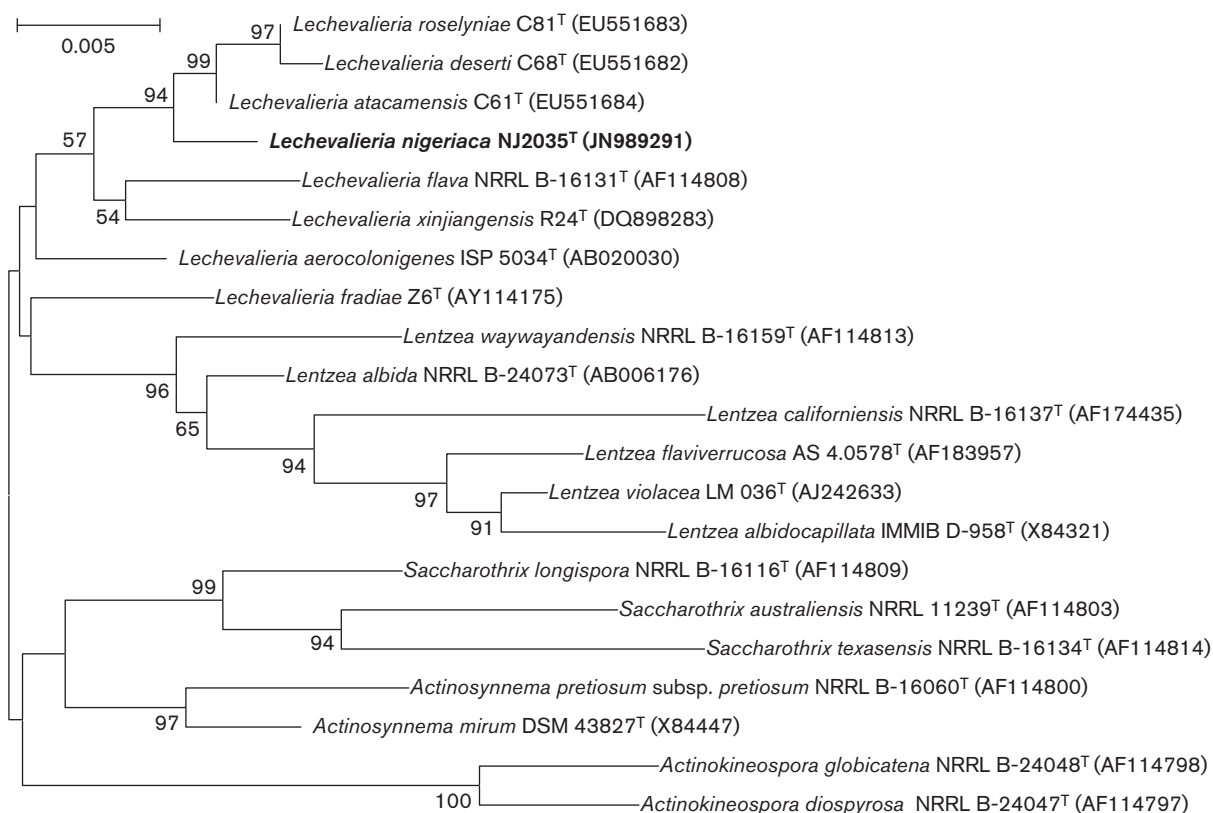 97
Lechevalieria roselyniae C81ᵀ (EU551683)
0.005
99
Lechevalieria deserti C68ᵀ (EU551682)
94
Lechevalieria atacamensis C61ᵀ (EU551684)
57
Lechevalieria nigeriaca NJ2035ᵀ (JN989291)
Lechevalieria flava NRRL B-16131ᵀ (AF114808)
54
Lechevalieria xinjiangensis R24ᵀ (DQ898283)
Lechevalieria aerocolonigenes ISP 5034ᵀ (AB020030)
Lechevalieria fradiae Z6ᵀ (AY114175)
Lentzea waywayandensis NRRL B-16159ᵀ (AF114813)
96
Lentzea albida NRRL B-24073ᵀ (AB006176)
65
Lentzea californiensis NRRL B-16137ᵀ (AF174435)
94
Lentzea flaviverrucosa AS 4.0578ᵀ (AF183957)
97
Lentzea violacea LM 036ᵀ (AJ242633)
91
Lentzea albidocapillata IMMIB D-958ᵀ (X84321)
99
Saccharothrix longispora NRRL B-16116ᵀ (AF114809)
Saccharothrix australiensis NRRL 11239ᵀ (AF114803)
94
Saccharothrix texasensis NRRL B-16134ᵀ (AF114814)
Actinosynnema pretiosum subsp. pretiosum NRRL B-16060ᵀ (AF114800)
97
Actinosynnema mirum DSM 43827ᵀ (X84447)
Actinokineospora globicatena NRRL B-24048ᵀ (AF114798)
100
Actinokineospora diospyrosa NRRL B-24047ᵀ (AF114797)